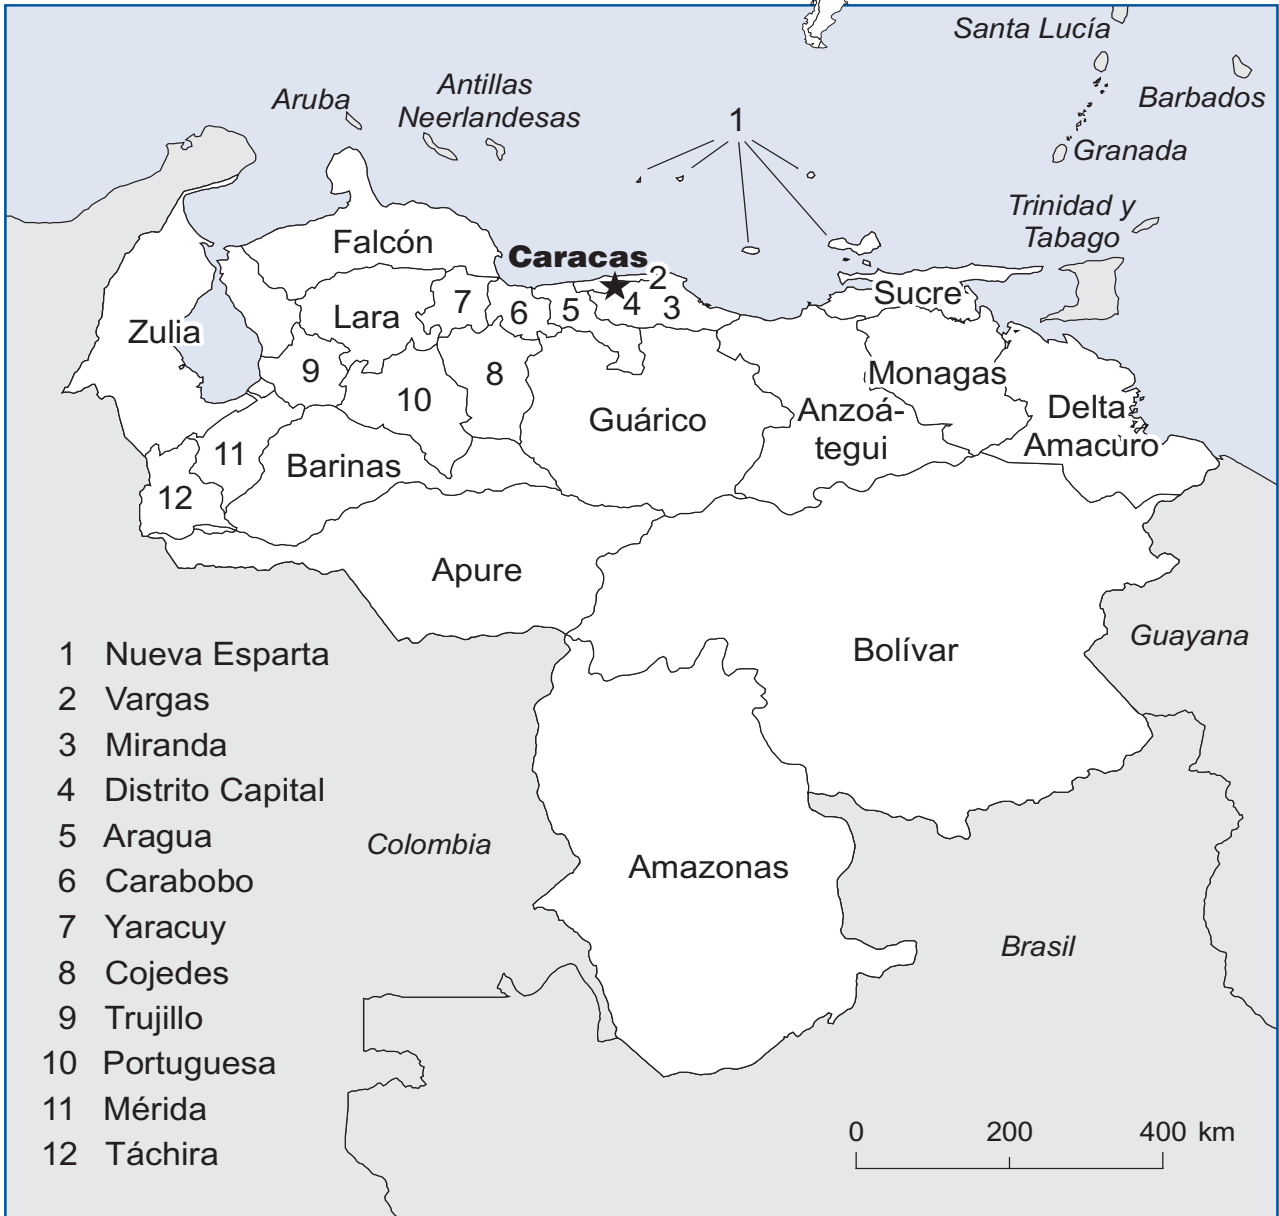 Santa Lucía
Antillas
Neerlandesas
Aruba
Barbados
1
Granada
Trinidad y
Tabago
Falcón
Caracas
2
Sucre
7
6
5
4
3
Lara
Zulia
9
8
Monagas
10
Guárico
Anzoá-
tegui
Delta
Amacuro
11
Barinas
12
Apure
Bolívar
Guayana
1 Nueva Esparta
2 Vargas
3 Miranda
4 Distrito Capital
5 Aragua
6 Carabobo
7 Yaracuy
8 Cojedes
9 Trujillo
10 Portuguesa
11 Mérida
12 Táchira
Colombia
Amazonas
Brasil
0 200 400 km